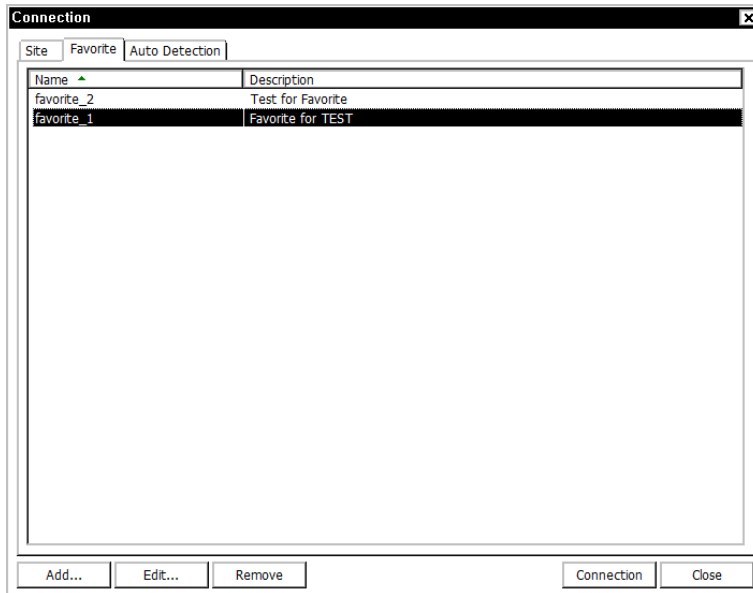 Connection
Site Favorite Auto Detection
Name Description
favorite_2 Test for Favorite
favorite_1 Favorite for TEST
Add... Edit... Remove Connection Close